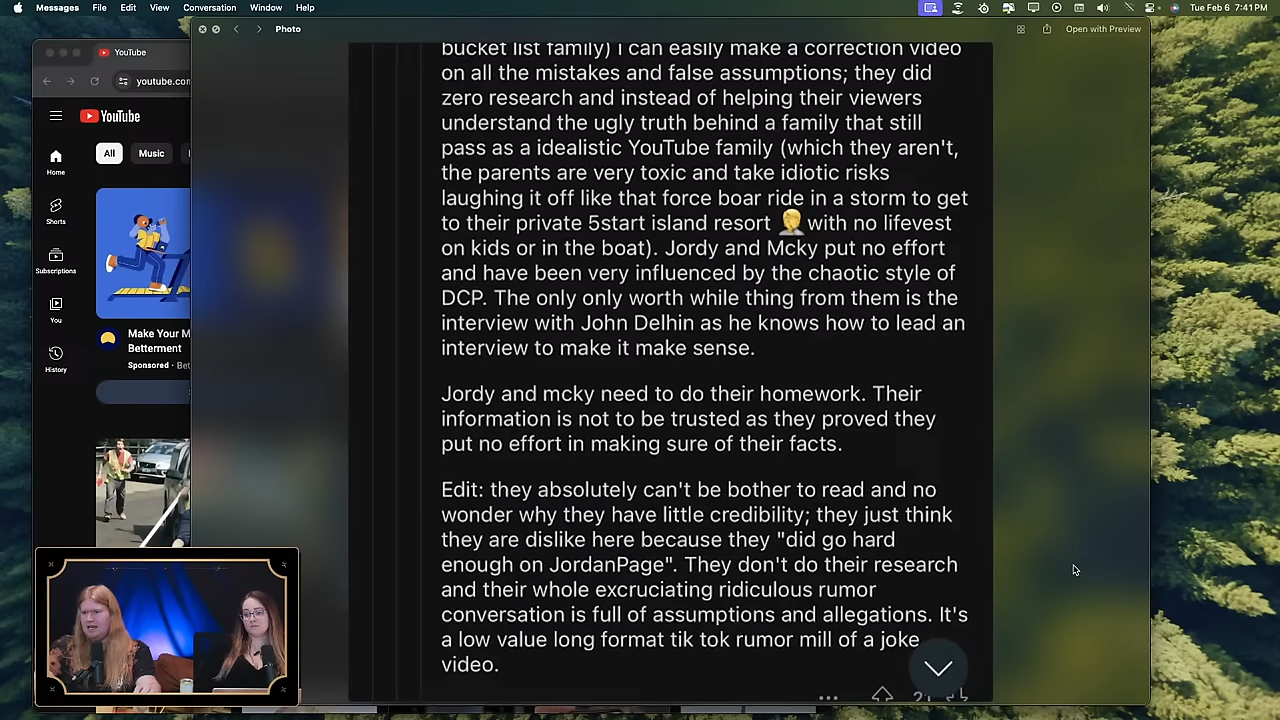 Messages File Edit View Conversation Window Help Tue Feb 6 7:41 PM
Photo Open with Preview
YouTube
youtube.com
YouTube
All Music
Home
Shorts
Subscriptions
You
History
Make Your M
Betterment
Sponsored · Bet
bucket list family) i can easily make a correction video
on all the mistakes and false assumptions; they did
zero research and instead of helping their viewers
understand the ugly truth behind a family that still
pass as a idealistic YouTube family (which they aren't,
the parents are very toxic and take idiotic risks
laughing it off like that force boar ride in a storm to get
to their private 5start island resort 🤦with no lifevest
on kids or in the boat). Jordy and Mcky put no effort
and have been very influenced by the chaotic style of
DCP. The only only worth while thing from them is the
interview with John Delhin as he knows how to lead an
interview to make it make sense.
Jordy and mcky need to do their homework. Their
information is not to be trusted as they proved they
put no effort in making sure of their facts.
Edit: they absolutely can't be bother to read and no
wonder why they have little credibility; they just think
they are dislike here because they "did go hard
enough on JordanPage". They don't do their research
and their whole excruciating ridiculous rumor
conversation is full of assumptions and allegations. It's
a low value long format tik tok rumor mill of a joke
video.